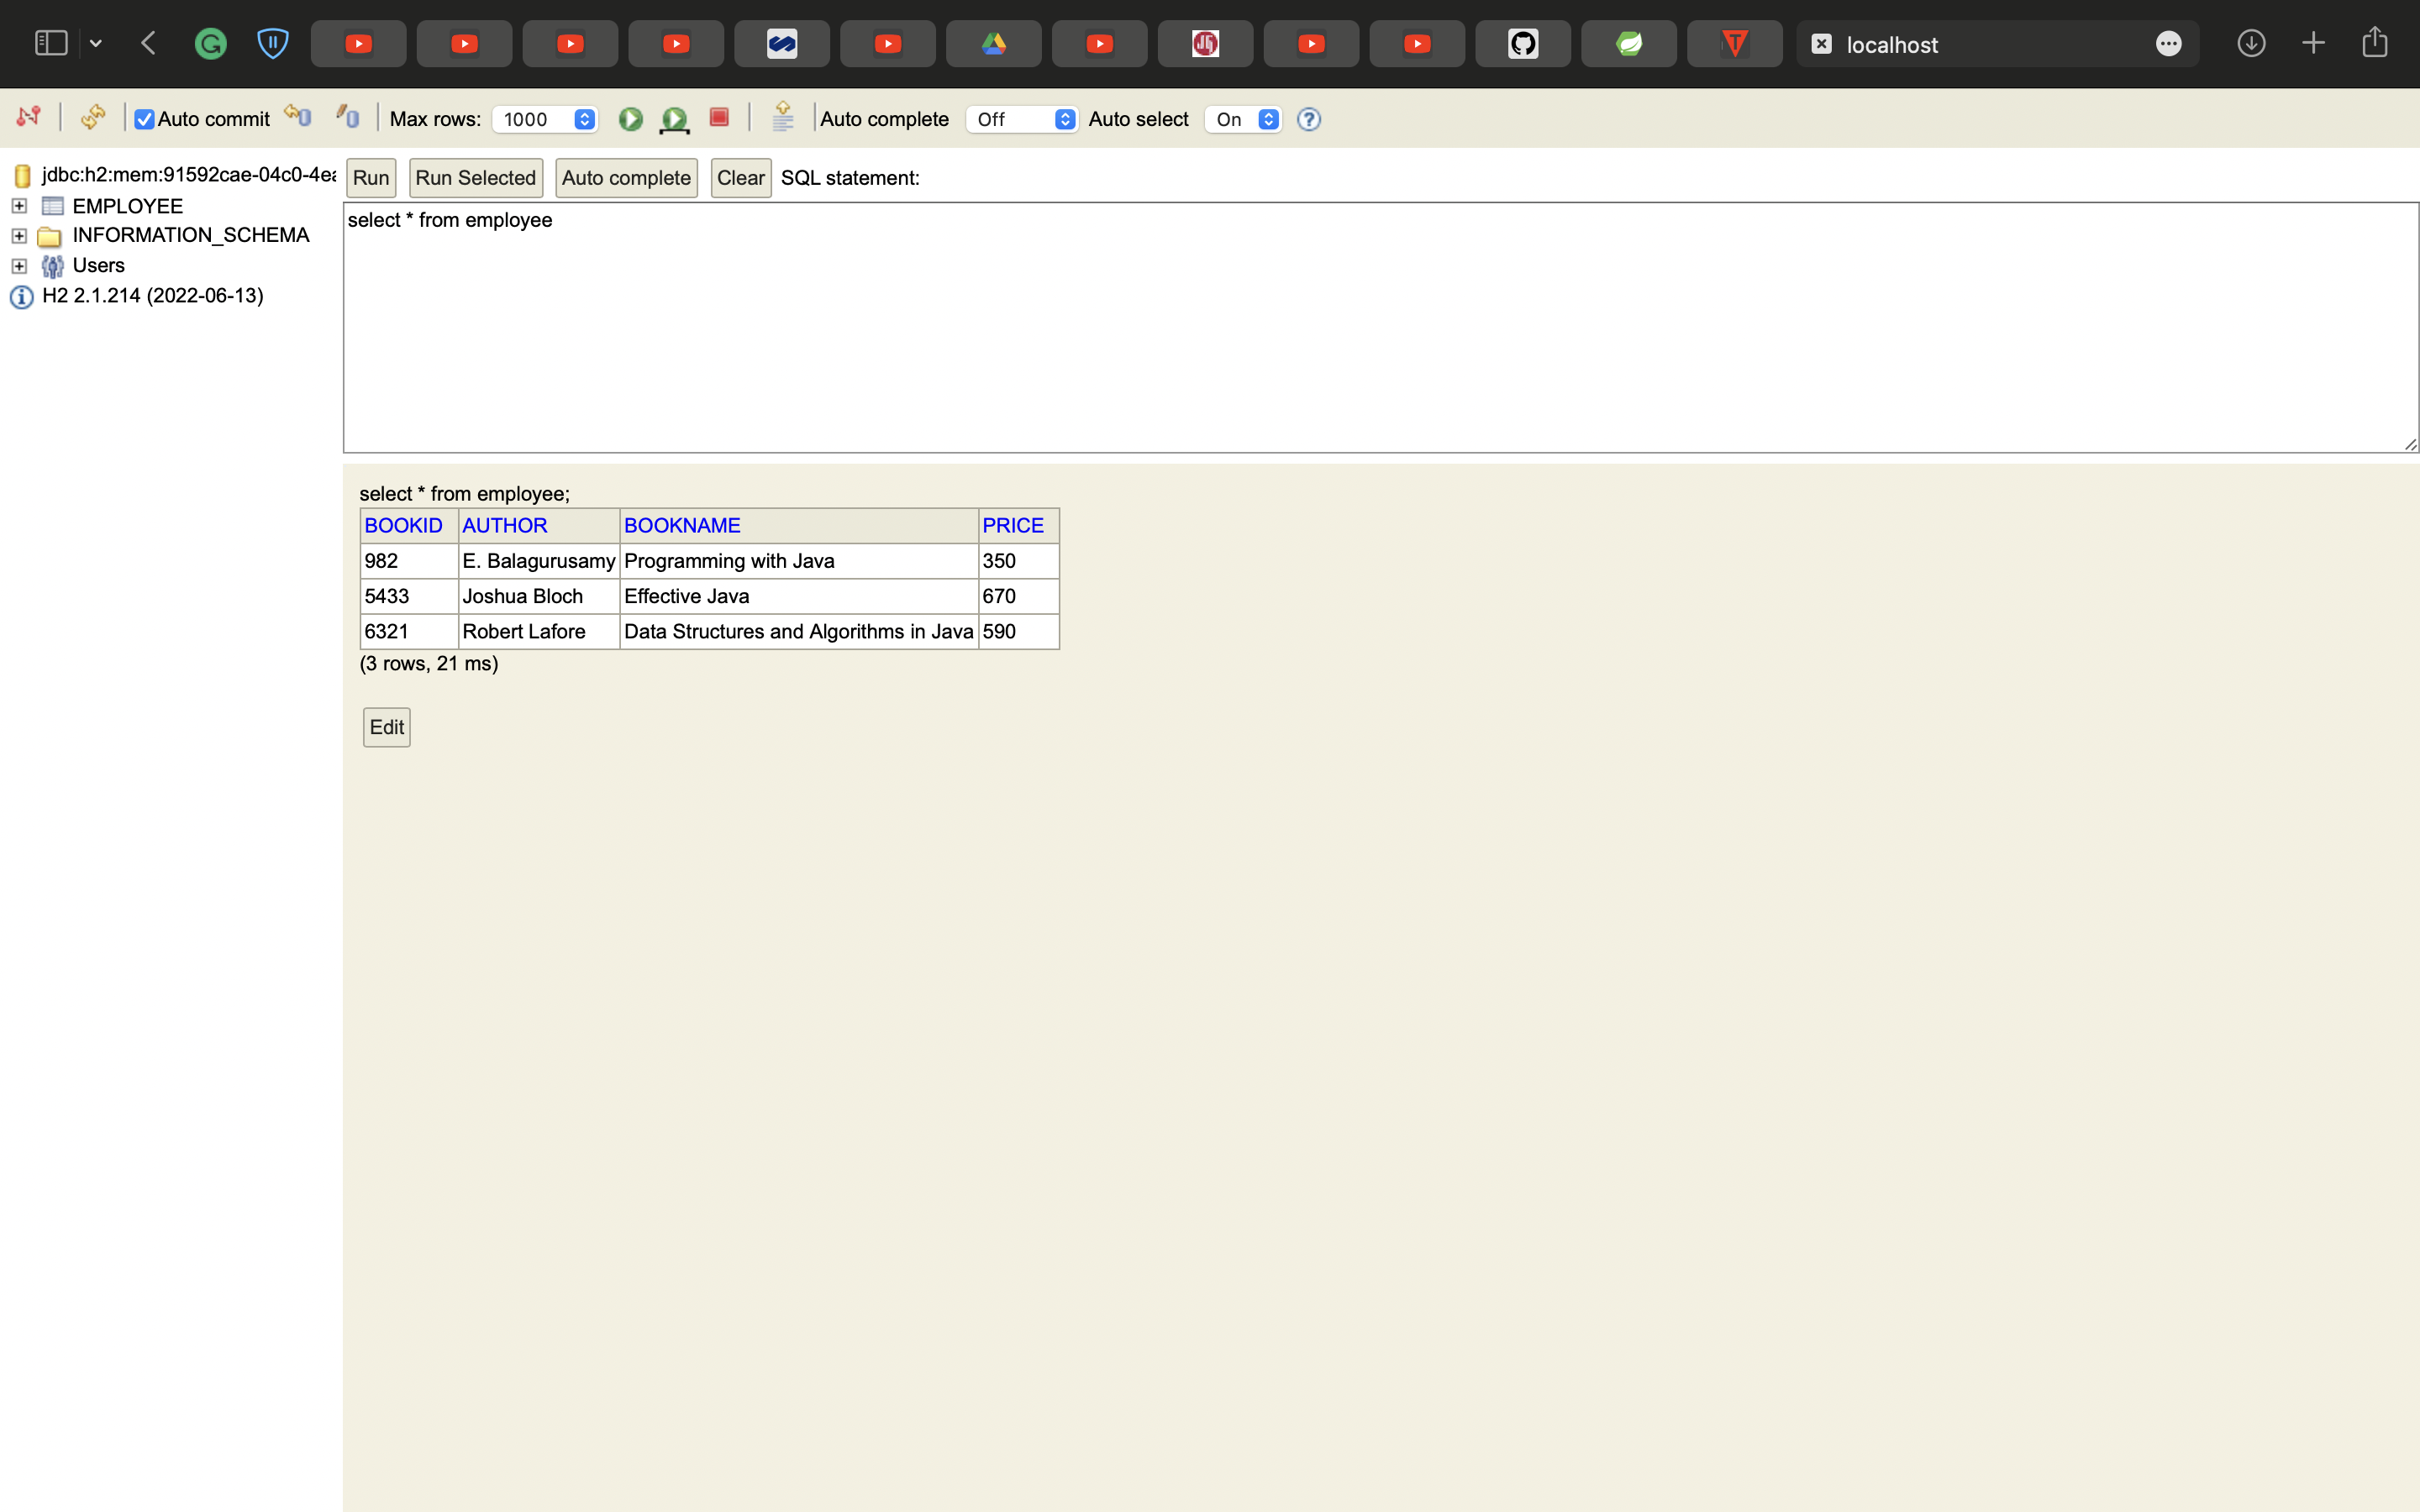 localhost
Auto commit Max rows: 1000 Auto complete Off Auto select On
jdbc:h2:mem:91592cae-04c0-4ea
EMPLOYEE
INFORMATION_SCHEMA
Users
H2 2.1.214 (2022-06-13)
Run Run Selected Auto complete Clear SQL statement:
select * from employee
select * from employee;
BOOKID AUTHOR BOOKNAME PRICE
982 E. Balagurusamy Programming with Java 350
5433 Joshua Bloch Effective Java 670
6321 Robert Lafore Data Structures and Algorithms in Java 590
(3 rows, 21 ms)
Edit